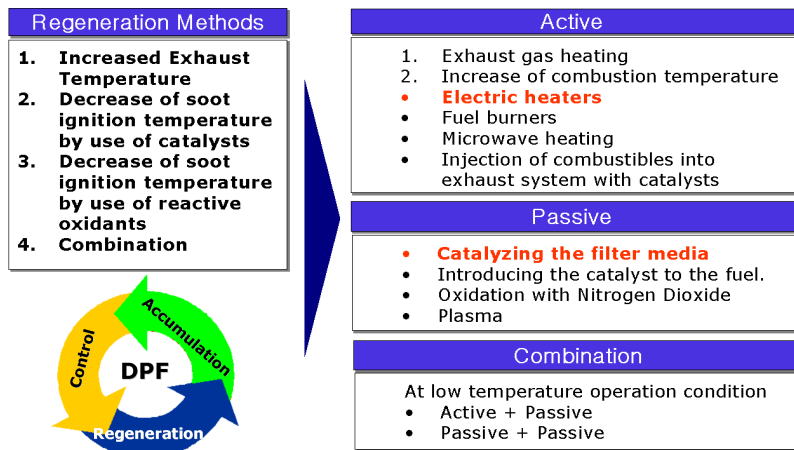 Regeneration Methods
1. Increased Exhaust
Temperature
2. Decrease of soot
ignition temperature
by use of catalysts
3. Decrease of soot
ignition temperature
by use of reactive
oxidants
4. Combination
Accumulation
Control
DPF
Regeneration
Active
1. Exhaust gas heating
2. Increase of combustion temperature
• Electric heaters
• Fuel burners
• Microwave heating
• Injection of combustibles into
exhaust system with catalysts
Passive
• Catalyzing the filter media
• Introducing the catalyst to the fuel.
• Oxidation with Nitrogen Dioxide
• Plasma
Combination
At low temperature operation condition
• Active + Passive
• Passive + Passive